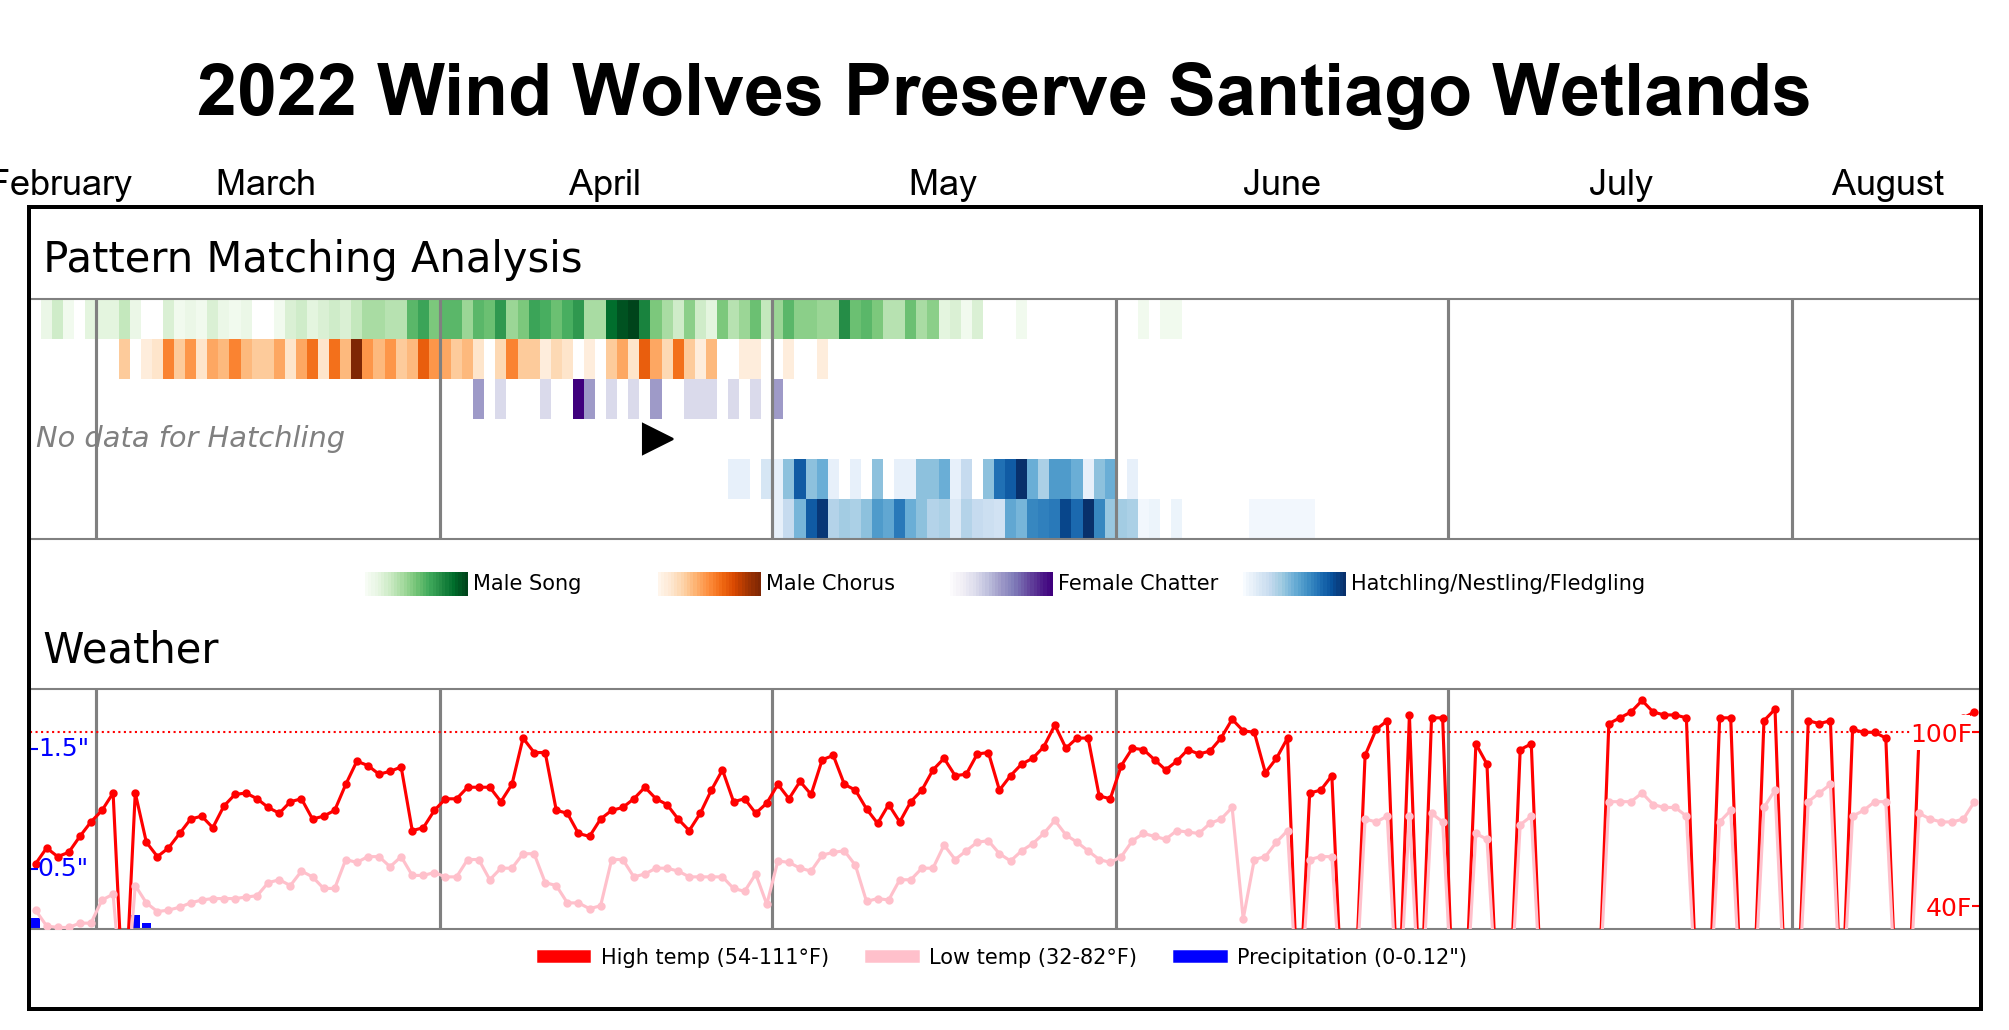 2022 Wind Wolves Preserve Santiago Wetlands
February March April May June July August
Pattern Matching Analysis
No data for Hatchling
Male Song Male Chorus Female Chatter Hatchling/Nestling/Fledgling
Weather
1.5" 100F
0.5" 40F
High temp (54-111°F) Low temp (32-82°F) Precipitation (0-0.12")